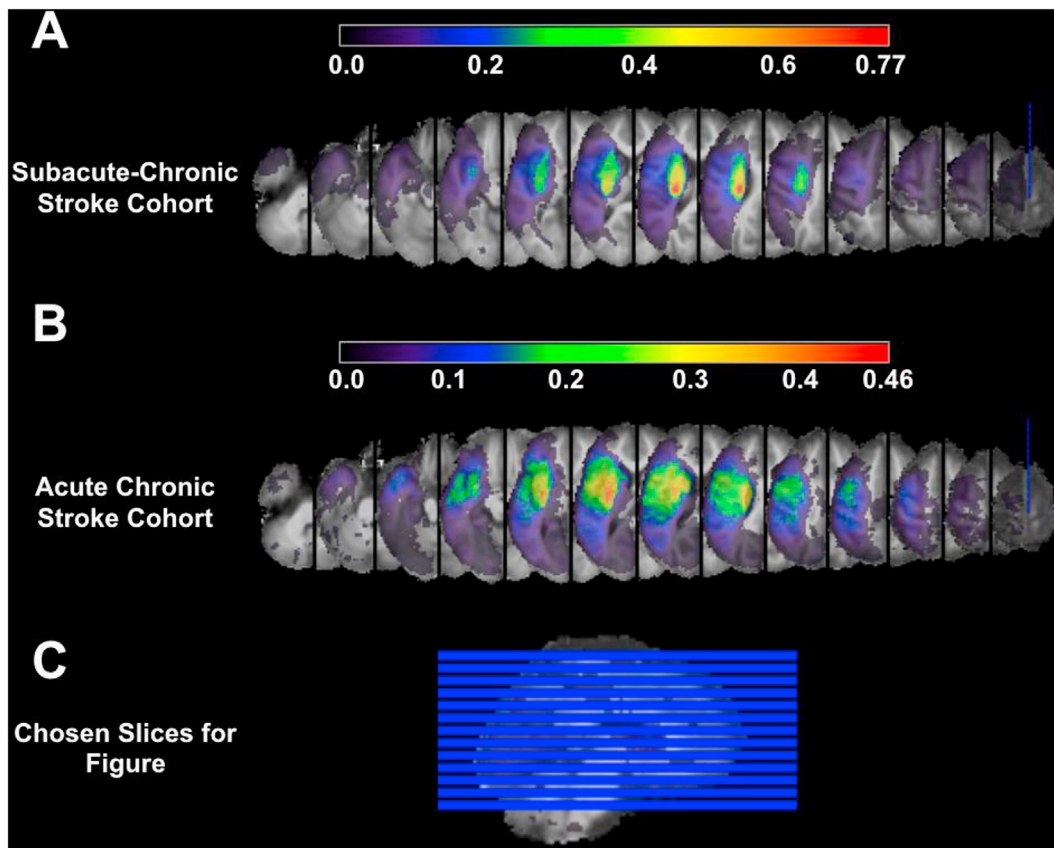 A
0.0 0.2 0.4 0.6 0.77
Subacute-Chronic
Stroke Cohort
B
0.0 0.1 0.2 0.3 0.4 0.46
Acute Chronic
Stroke Cohort
C
Chosen Slices for
Figure